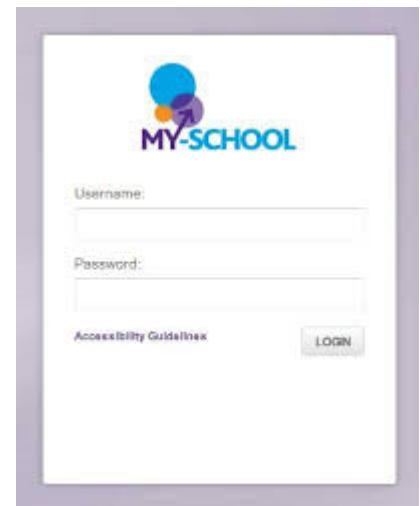 MY-SCHOOL
Username:
Password:
Accessibility Guidelines
LOGIN